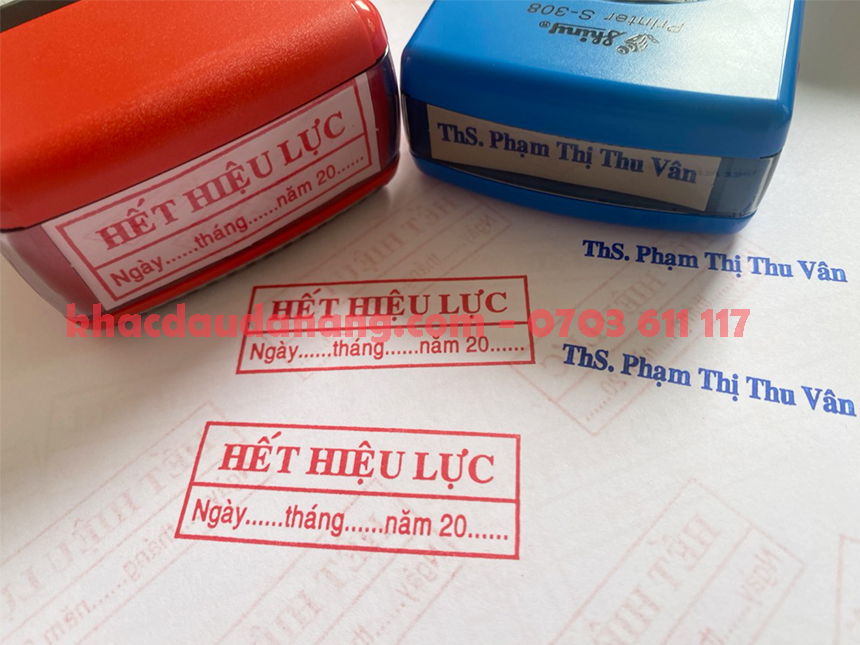 Shiny®
Printer S-308
HẾT HIỆU LỰC
Ngày......tháng......năm 20......
ThS. Phạm Thị Thu Vân
ThS. Phạm Thị Thu Vân
HẾT HIỆU LỰC
khacdaudanang.com - 0703 611 117
Ngày......tháng......năm 20......
ThS. Phạm Thị Thu Vân
HẾT HIỆU LỰC
Ngày......tháng......năm 20......